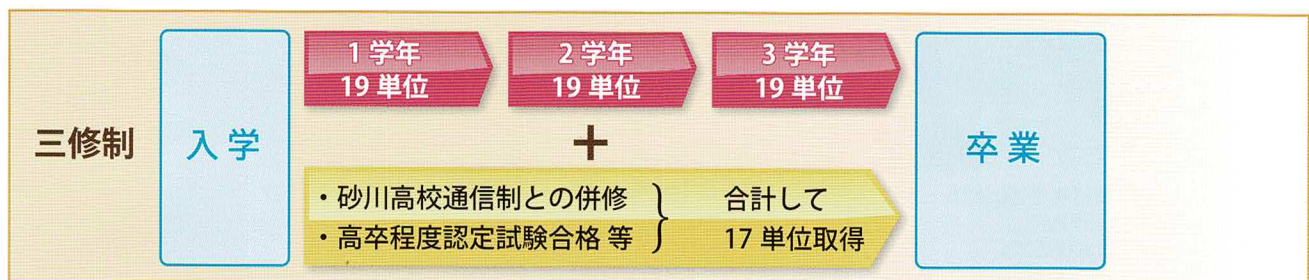 三修制
入学
1学年
19単位
2学年
19単位
3学年
19単位
+
・砂川高校通信制との併修
・高卒程度認定試験合格 等
合計して
17単位取得
卒業